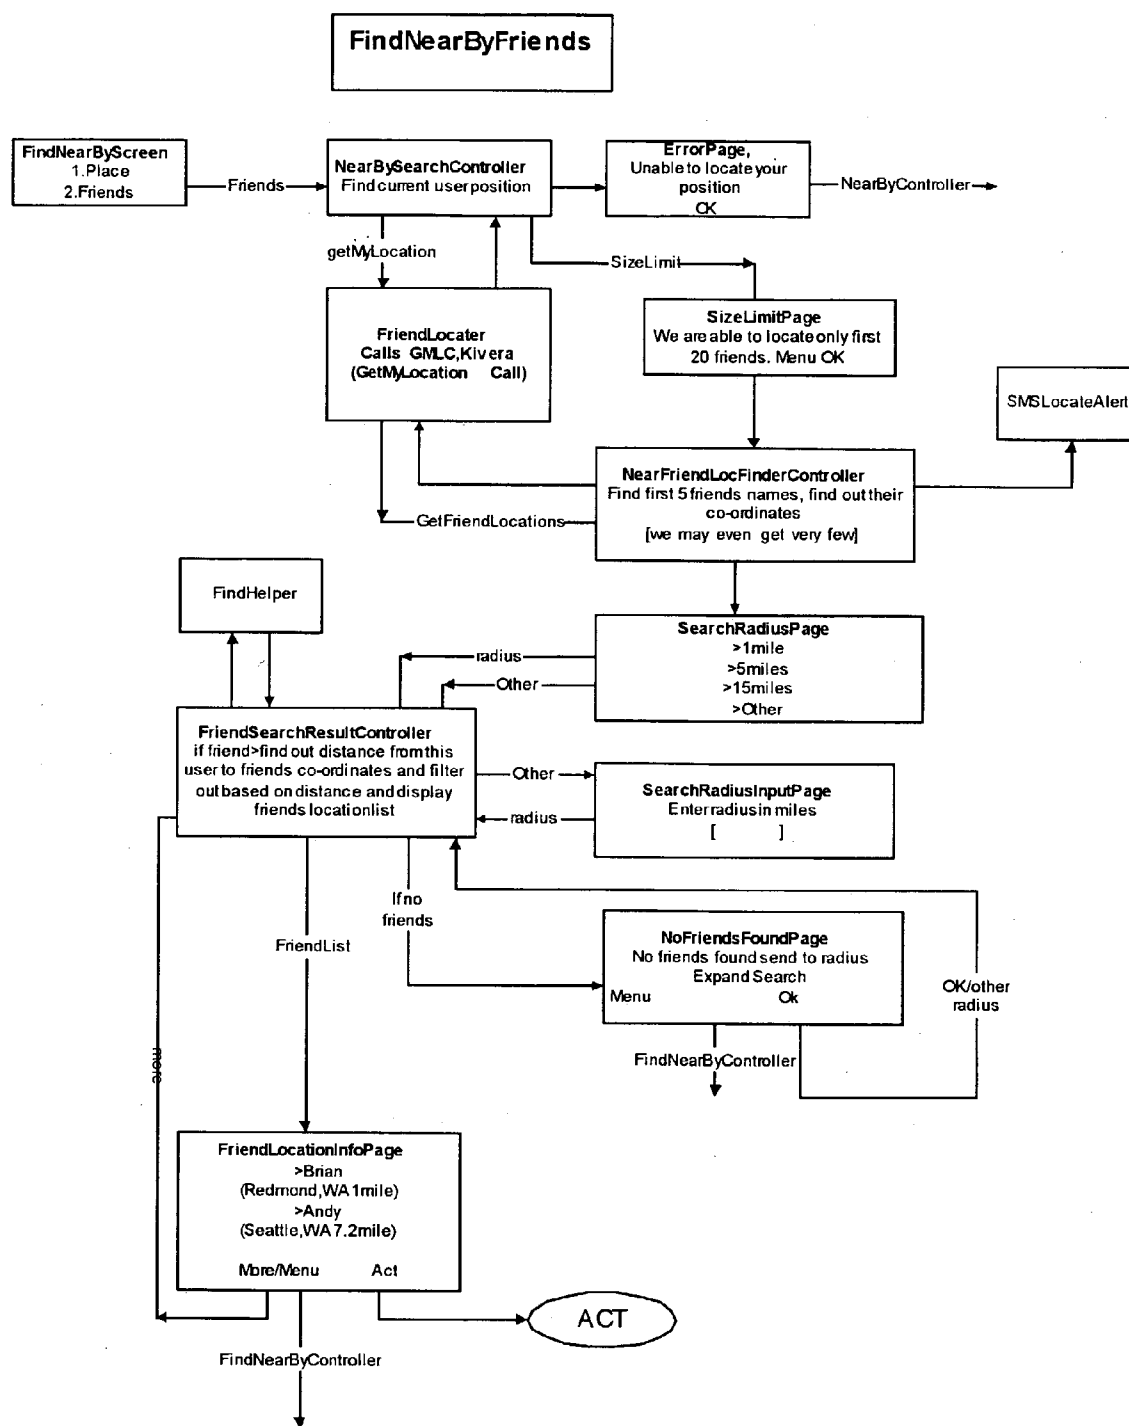 FindNearByFriends
FindNearByScreen
1.Place
2.Friends
Friends
NearBySearchController
Find current user position
ErrorPage,
Unable to locate your
position
OK
NearByController
getMyLocation
SizeLimit
FriendLocater
Calls GMLC,Kivera
(GetMyLocation Call)
SizeLimitPage
We are able to locate only first
20 friends. Menu OK
SMSLocateAlert
NearFriendLocFinderController
Find first 5 friends names, find out their
co-ordinates
[we may even get very few]
GetFriendLocations
FindHelper
SearchRadiusPage
>1mile
>5miles
>15miles
>Other
radius
Other
FriendSearchResultController
if friend>find out distance from this
user to friends co-ordinates and filter
out based on distance and display
friends location list
Other
radius
SearchRadiusInputPage
Enter radius in miles
[ ]
If no
friends
FriendList
NoFriendsFoundPage
No friends found send to radius
Expand Search
Menu Ok
OK/other
radius
FindNearByController
more
FriendLocationInfoPage
>Brian
(Redmond,WA 1mile)
>Andy
(Seattle,WA 7.2mile)
More/Menu Act
ACT
FindNearByController